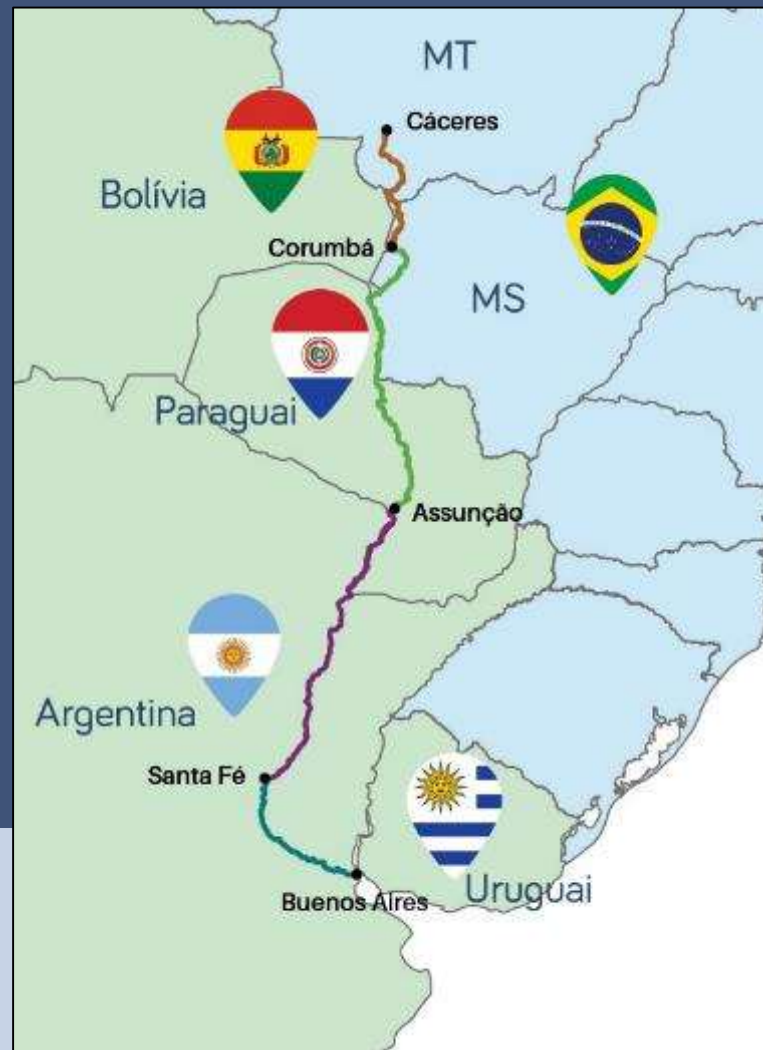 MT
Cáceres
Bolívia
Corumbá
MS
Paraguai
Assunção
Argentina
Santa Fé
Buenos Aires
Uruguai